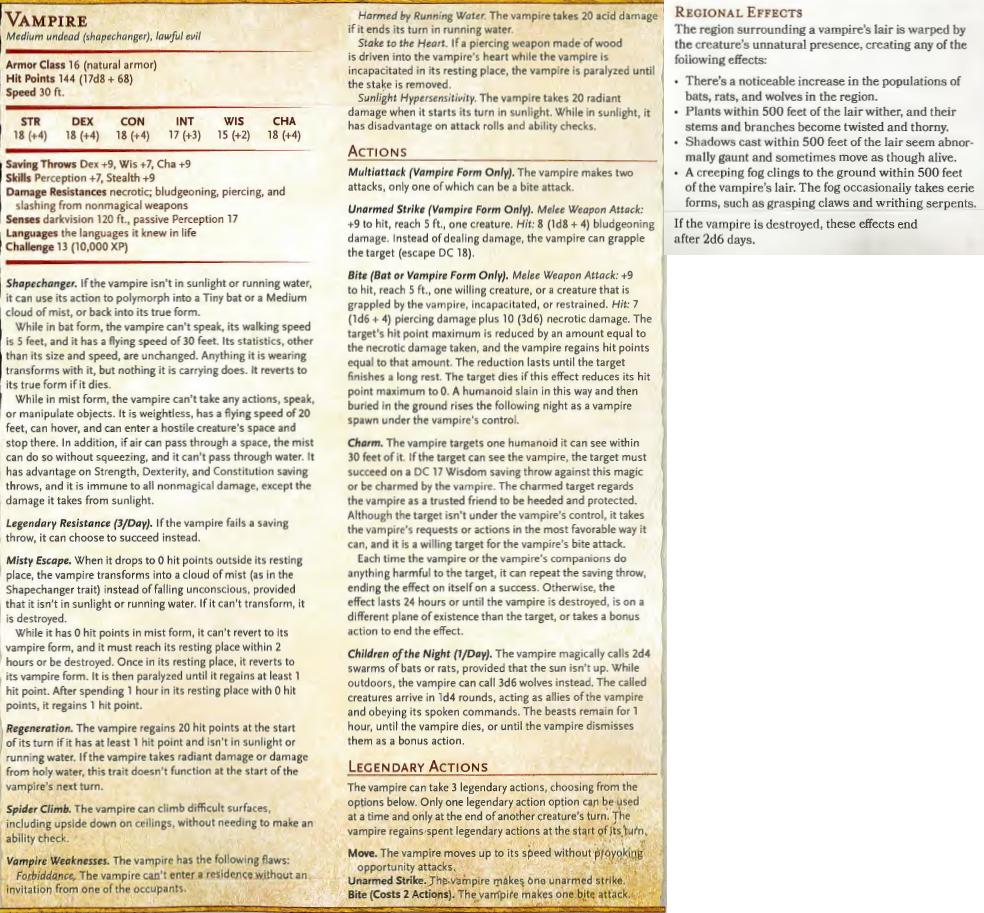 VAMPIRE
Medium undead (shapechanger), lawful evil
Armor Class 16 (natural armor)
Hit Points 144 (17d8 + 68)
Speed 30 ft.
STR DEX CON INT WIS CHA
18 (+4) 18 (+4) 18 (+4) 17 (+3) 15 (+2) 18 (+4)
Saving Throws Dex +9, Wis +7, Cha +9
Skills Perception +7, Stealth +9
Damage Resistances necrotic; bludgeoning, piercing, and
slashing from nonmagical weapons
Senses darkvision 120 ft., passive Perception 17
Languages the languages it knew in life
Challenge 13 (10,000 XP)
Shapechanger. If the vampire isn't in sunlight or running water,
it can use its action to polymorph into a Tiny bat or a Medium
cloud of mist, or back into its true form.
While in bat form, the vampire can't speak, its walking speed
is 5 feet, and it has a flying speed of 30 feet. Its statistics, other
than its size and speed, are unchanged. Anything it is wearing
transforms with it, but nothing it is carrying does. It reverts to
its true form if it dies.
While in mist form, the vampire can't take any actions, speak,
or manipulate objects. It is weightless, has a flying speed of 20
feet, can hover, and can enter a hostile creature's space and
stop there. In addition, if air can pass through a space, the mist
can do so without squeezing, and it can't pass through water. It
has advantage on Strength, Dexterity, and Constitution saving
throws, and it is immune to all nonmagical damage, except the
damage it takes from sunlight.
Legendary Resistance (3/Day). If the vampire fails a saving
throw, it can choose to succeed instead.
Misty Escape. When it drops to 0 hit points outside its resting
place, the vampire transforms into a cloud of mist (as in the
Shapechanger trait) instead of falling unconscious, provided
that it isn't in sunlight or running water. If it can't transform, it
is destroyed.
While it has 0 hit points in mist form, it can't revert to its
vampire form, and it must reach its resting place within 2
hours or be destroyed. Once in its resting place, it reverts to
its vampire form. It is then paralyzed until it regains at least 1
hit point. After spending 1 hour in its resting place with 0 hit
points, it regains 1 hit point.
Regeneration. The vampire regains 20 hit points at the start
of its turn if it has at least 1 hit point and isn't in sunlight or
running water. If the vampire takes radiant damage or damage
from holy water, this trait doesn't function at the start of the
vampire's next turn.
Spider Climb. The vampire can climb difficult surfaces,
including upside down on ceilings, without needing to make an
ability check.
Vampire Weaknesses. The vampire has the following flaws:
Forbiddance. The vampire can't enter a residence without an
invitation from one of the occupants.
Harmed by Running Water. The vampire takes 20 acid damage
if it ends its turn in running water.
Stake to the Heart. If a piercing weapon made of wood
is driven into the vampire's heart while the vampire is
incapacitated in its resting place, the vampire is paralyzed until
the stake is removed.
Sunlight Hypersensitivity. The vampire takes 20 radiant
damage when it starts its turn in sunlight. While in sunlight, it
has disadvantage on attack rolls and ability checks.
ACTIONS
Multiattack (Vampire Form Only). The vampire makes two
attacks, only one of which can be a bite attack.
Unarmed Strike (Vampire Form Only). Melee Weapon Attack:
+9 to hit, reach 5 ft., one creature. Hit: 8 (1d8 + 4) bludgeoning
damage. Instead of dealing damage, the vampire can grapple
the target (escape DC 18).
Bite (Bat or Vampire Form Only). Melee Weapon Attack: +9
to hit, reach 5 ft., one willing creature, or a creature that is
grappled by the vampire, incapacitated, or restrained. Hit: 7
(1d6 + 4) piercing damage plus 10 (3d6) necrotic damage. The
target's hit point maximum is reduced by an amount equal to
the necrotic damage taken, and the vampire regains hit points
equal to that amount. The reduction lasts until the target
finishes a long rest. The target dies if this effect reduces its hit
point maximum to 0. A humanoid slain in this way and then
buried in the ground rises the following night as a vampire
spawn under the vampire's control.
Charm. The vampire targets one humanoid it can see within
30 feet of it. If the target can see the vampire, the target must
succeed on a DC 17 Wisdom saving throw against this magic
or be charmed by the vampire. The charmed target regards
the vampire as a trusted friend to be heeded and protected.
Although the target isn't under the vampire's control, it takes
the vampire's requests or actions in the most favorable way it
can, and it is a willing target for the vampire's bite attack.
Each time the vampire or the vampire's companions do
anything harmful to the target, it can repeat the saving throw,
ending the effect on itself on a success. Otherwise, the
effect lasts 24 hours or until the vampire is destroyed, is on a
different plane of existence than the target, or takes a bonus
action to end the effect.
Children of the Night (1/Day). The vampire magically calls 2d4
swarms of bats or rats, provided that the sun isn't up. While
outdoors, the vampire can call 3d6 wolves instead. The called
creatures arrive in 1d4 rounds, acting as allies of the vampire
and obeying its spoken commands. The beasts remain for 1
hour, until the vampire dies, or until the vampire dismisses
them as a bonus action.
LEGENDARY ACTIONS
The vampire can take 3 legendary actions, choosing from the
options below. Only one legendary action option can be used
at a time and only at the end of another creature's turn. The
vampire regains spent legendary actions at the start of its turn.
Move. The vampire moves up to its speed without provoking
opportunity attacks.
Unarmed Strike. The vampire makes one unarmed strike.
Bite (Costs 2 Actions). The vampire makes one bite attack.
REGIONAL EFFECTS
The region surrounding a vampire's lair is warped by
the creature's unnatural presence, creating any of the
following effects:
• There's a noticeable increase in the populations of
bats, rats, and wolves in the region.
• Plants within 500 feet of the lair wither, and their
stems and branches become twisted and thorny.
• Shadows cast within 500 feet of the lair seem abnor-
mally gaunt and sometimes move as though alive.
• A creeping fog clings to the ground within 500 feet
of the vampire's lair. The fog occasionally takes eerie
forms, such as grasping claws and writhing serpents.
If the vampire is destroyed, these effects end
after 2d6 days.